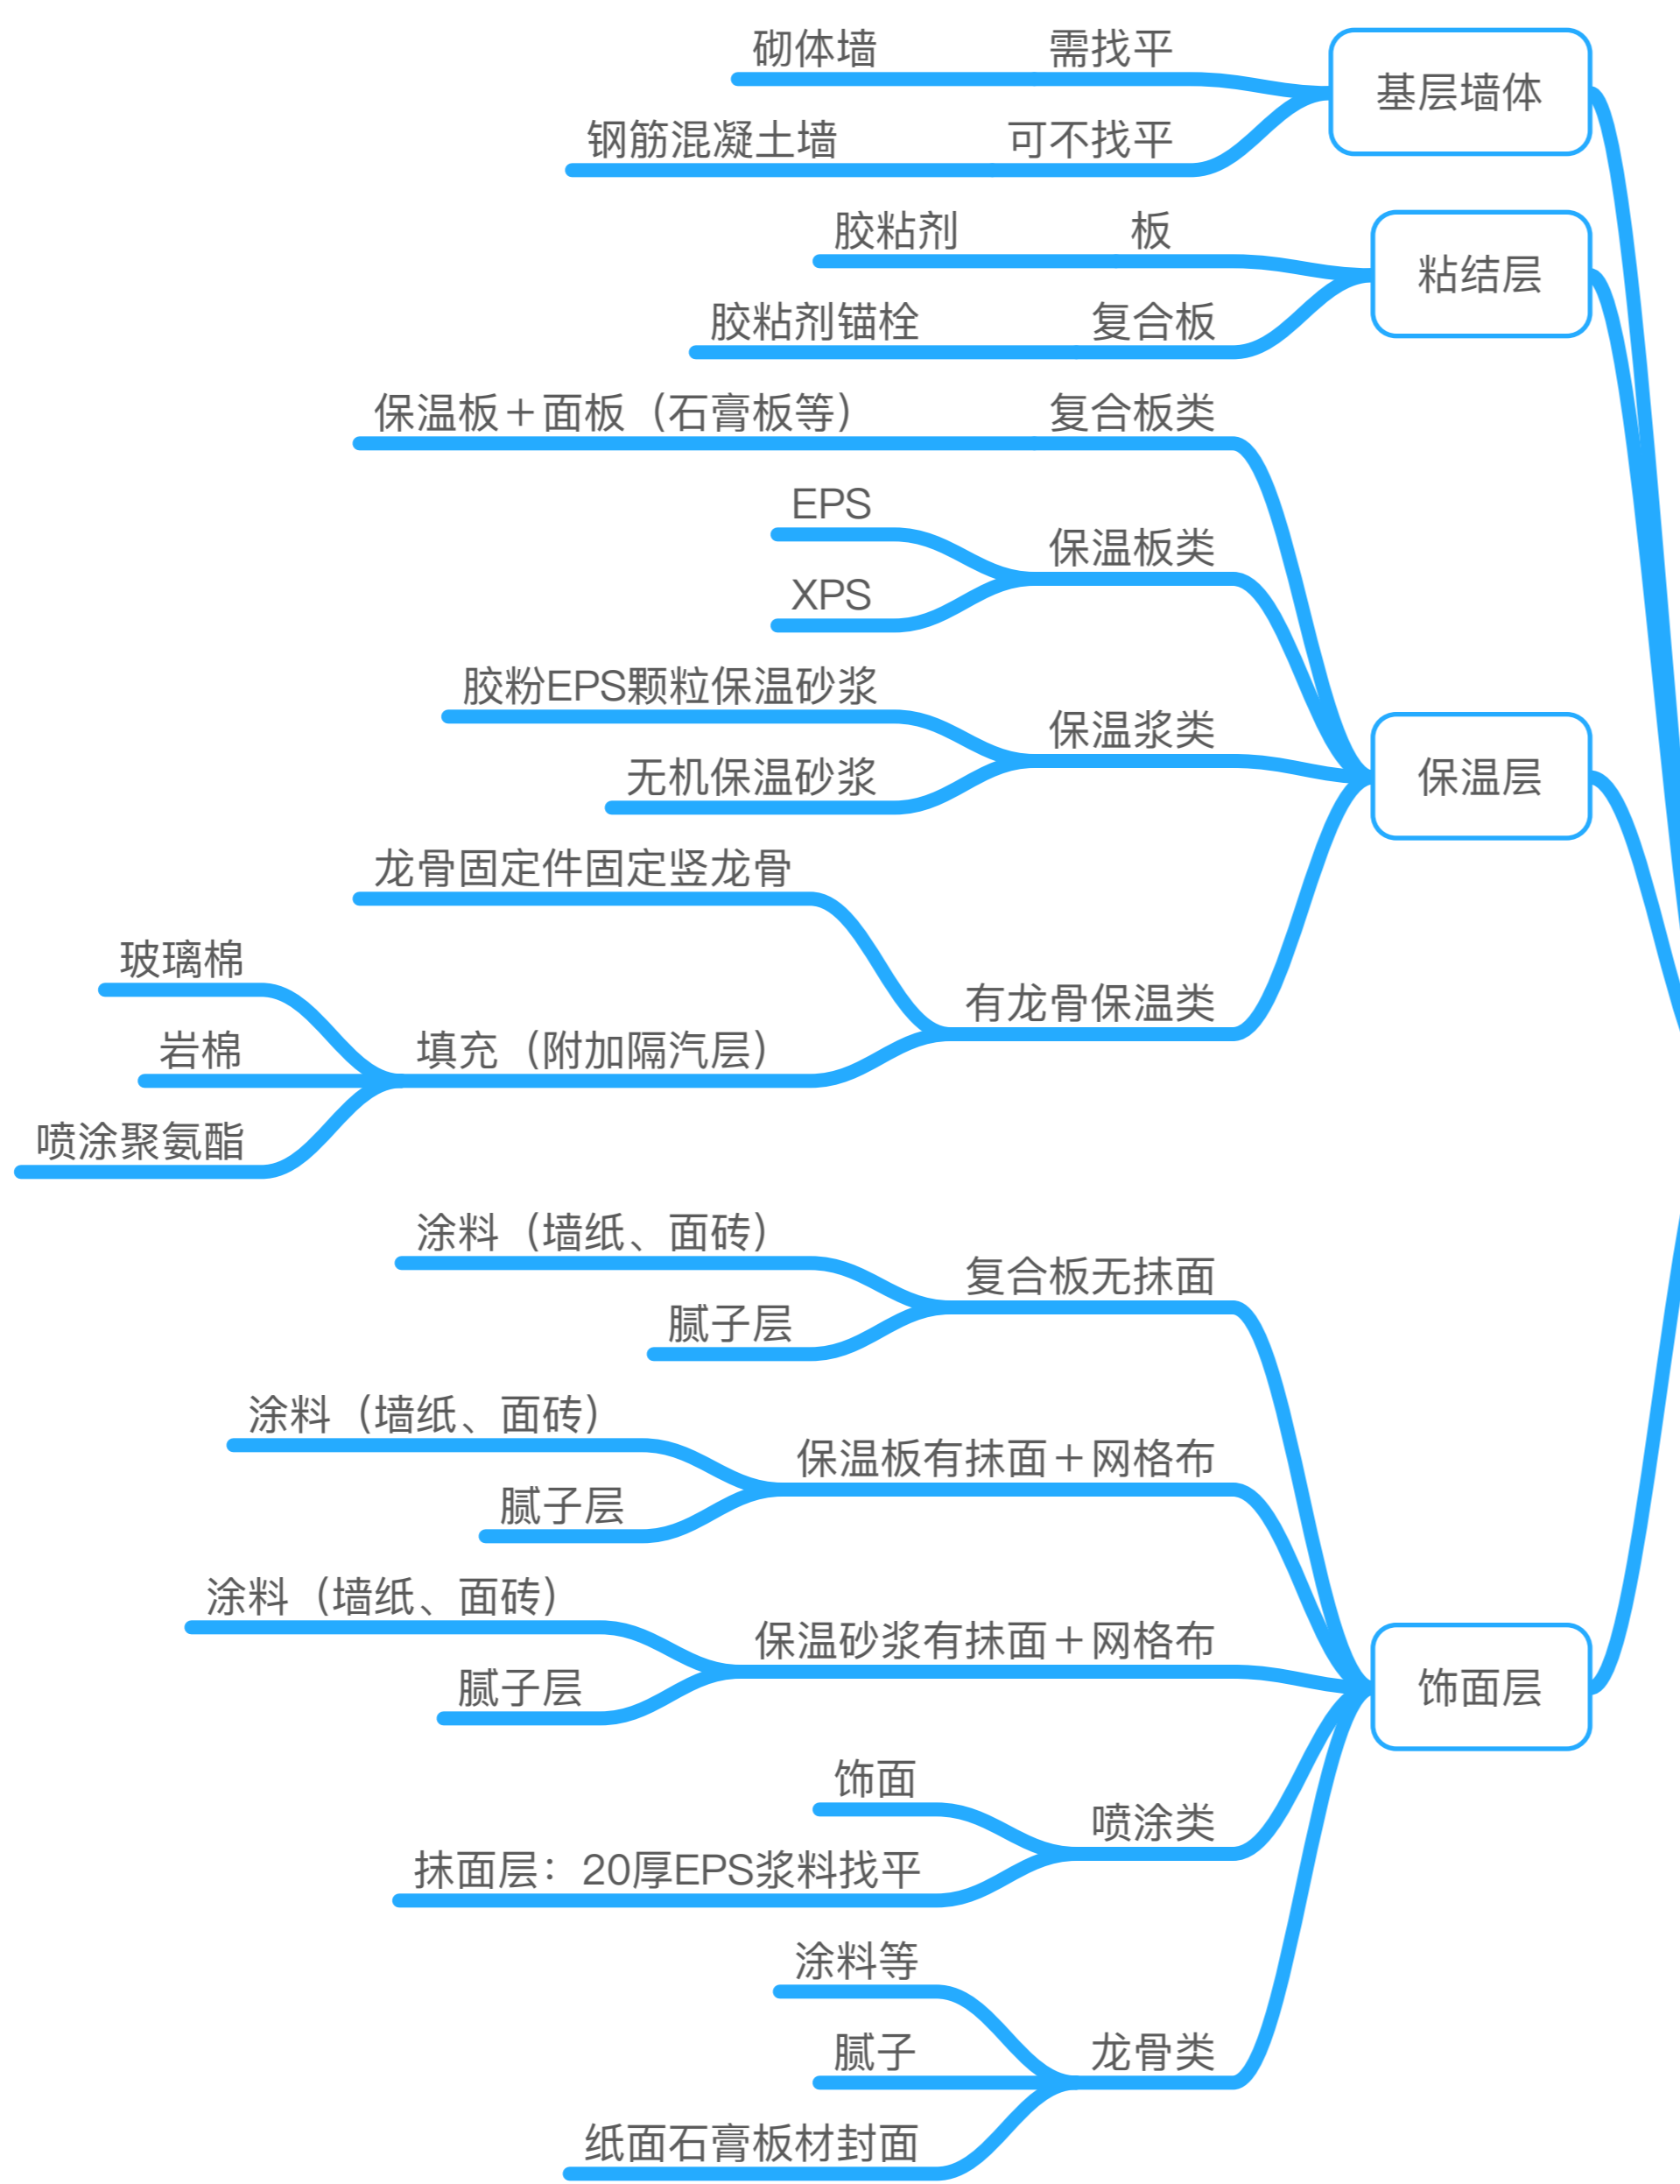 砌体墙 需找平
基层墙体
钢筋混凝土墙 可不找平
胶粘剂 板
粘结层
胶粘剂锚栓 复合板
保温板＋面板（石膏板等） 复合板类
EPS
保温板类
XPS
胶粉EPS颗粒保温砂浆
保温浆类
无机保温砂浆
保温层
龙骨固定件固定竖龙骨
玻璃棉
有龙骨保温类
岩棉 填充（附加隔汽层）
喷涂聚氨酯
涂料（墙纸、面砖）
复合板无抹面
腻子层
涂料（墙纸、面砖）
保温板有抹面＋网格布
腻子层
涂料（墙纸、面砖）
保温砂浆有抹面＋网格布
腻子层
饰面层
饰面
喷涂类
抹面层：20厚EPS浆料找平
涂料等
腻子 龙骨类
纸面石膏板材封面